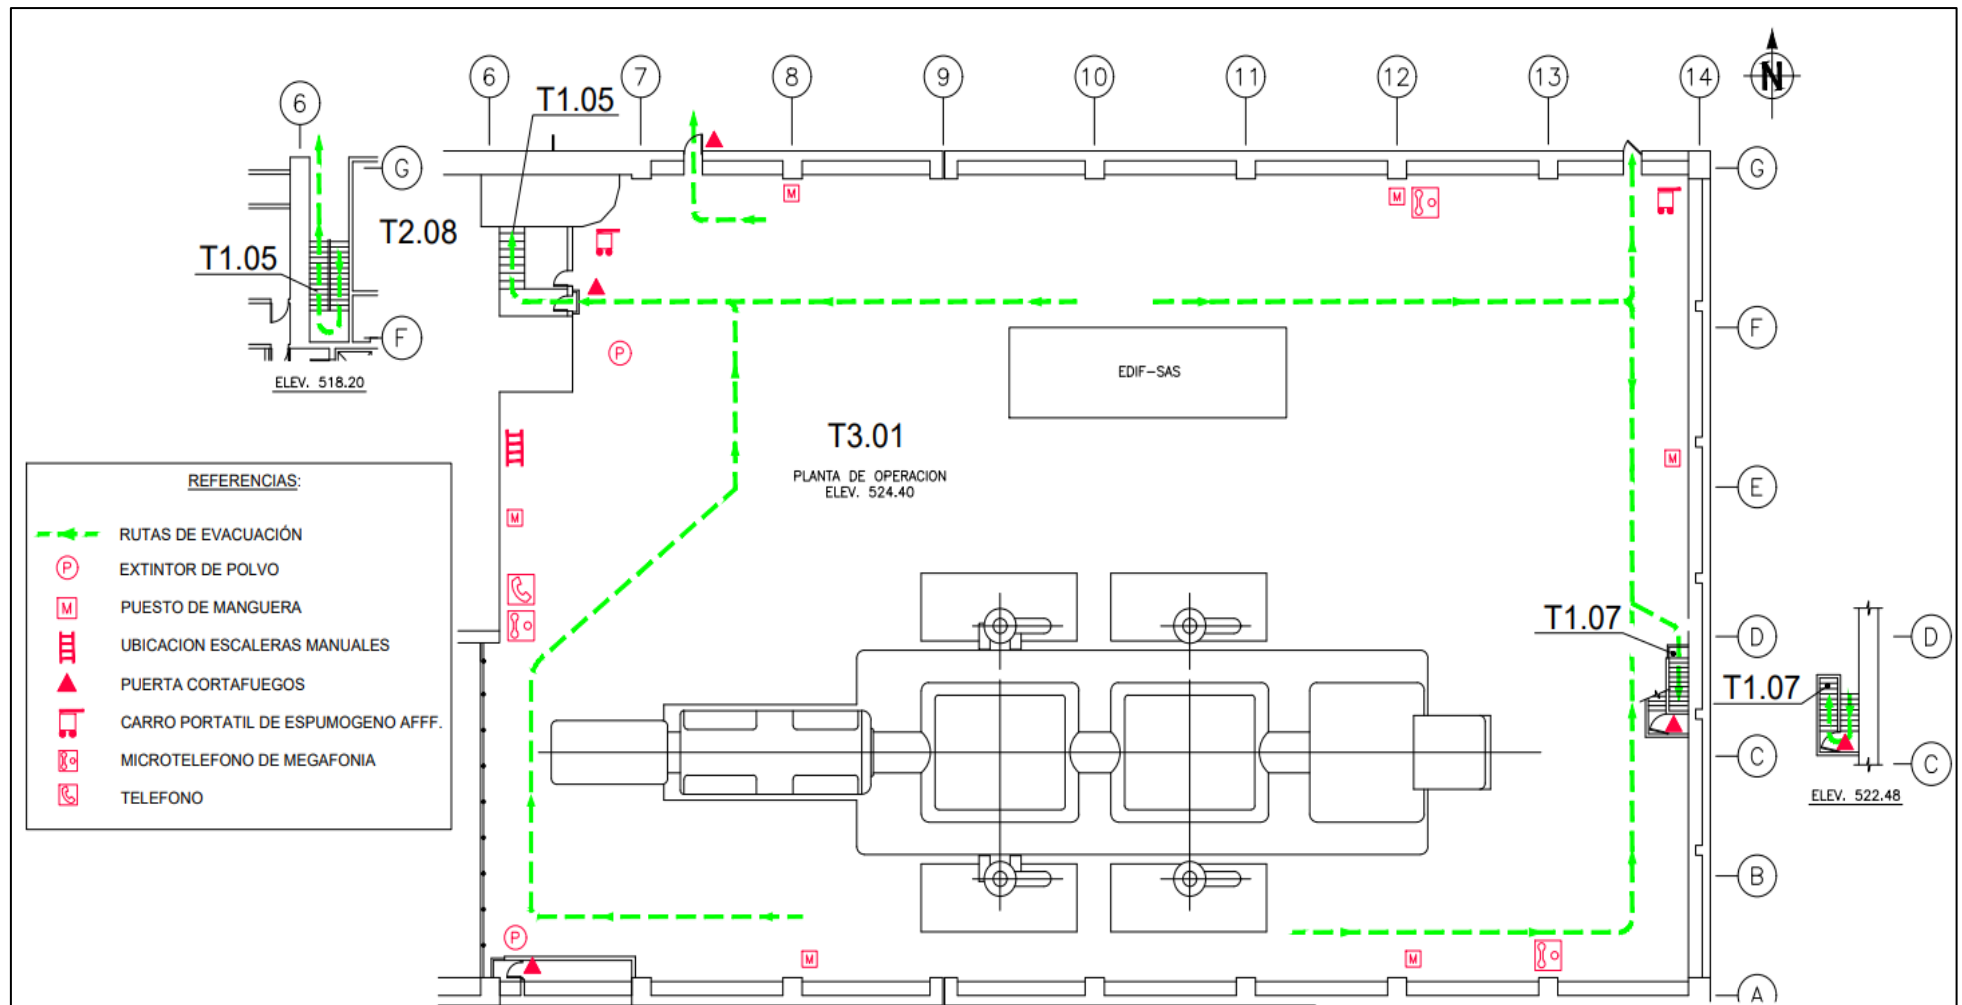 6
7
8
9
10
11
12
13
14
N
6
T1.05
G
G
T2.08
T1.05
F
F
ELEV. 518.20
EDIF-SAS
T3.01
PLANTA DE OPERACION
ELEV. 524.40
M
M
M
M
M
M
P
P
E
REFERENCIAS:
RUTAS DE EVACUACIÓN
P EXTINTOR DE POLVO
M PUESTO DE MANGUERA
UBICACION ESCALERAS MANUALES
PUERTA CORTAFUEGOS
CARRO PORTATIL DE ESPUMOGENO AFFF.
MICROTELEFONO DE MEGAFONIA
TELEFONO
T1.07
D
D
T1.07
C
C
ELEV. 522.48
B
A